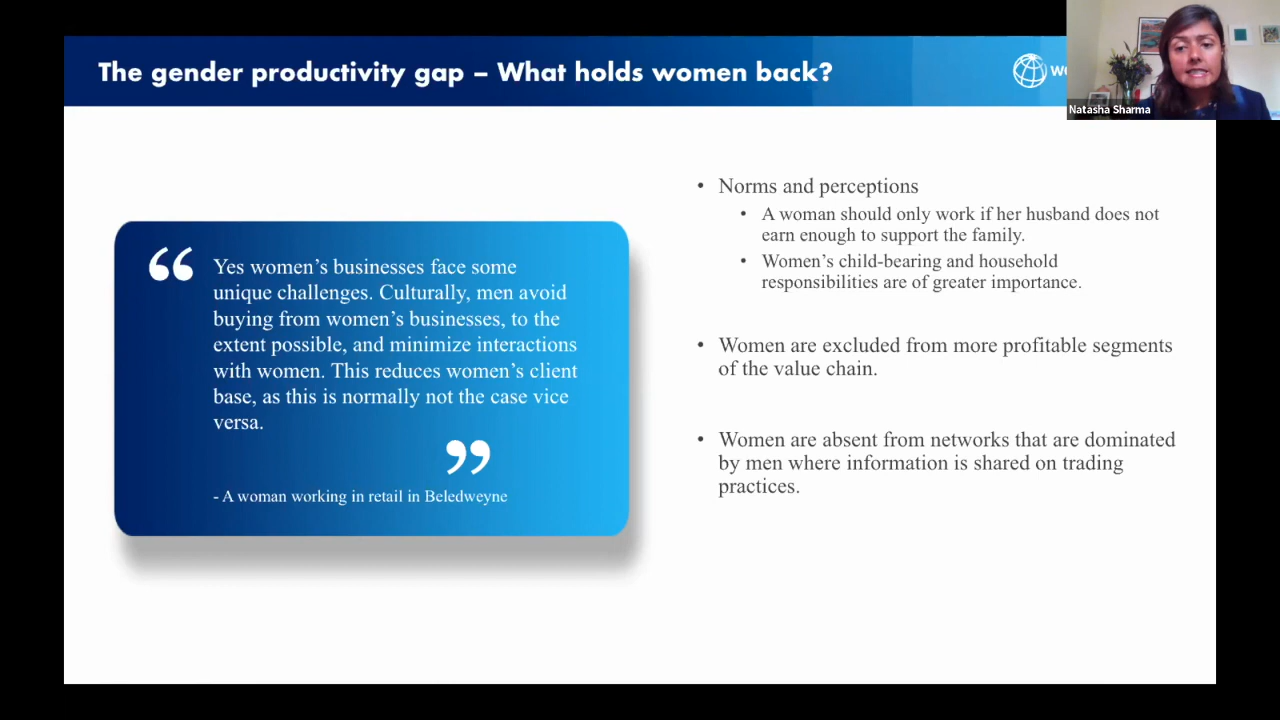 The gender productivity gap – What holds women back?
Natasha Sharma
“
Yes women’s businesses face some
unique challenges. Culturally, men avoid
buying from women’s businesses, to the
extent possible, and minimize interactions
with women. This reduces women’s client
base, as this is normally not the case vice
versa.
”
- A woman working in retail in Beledweyne
• Norms and perceptions
• A woman should only work if her husband does not
earn enough to support the family.
• Women’s child-bearing and household
responsibilities are of greater importance.
• Women are excluded from more profitable segments
of the value chain.
• Women are absent from networks that are dominated
by men where information is shared on trading
practices.